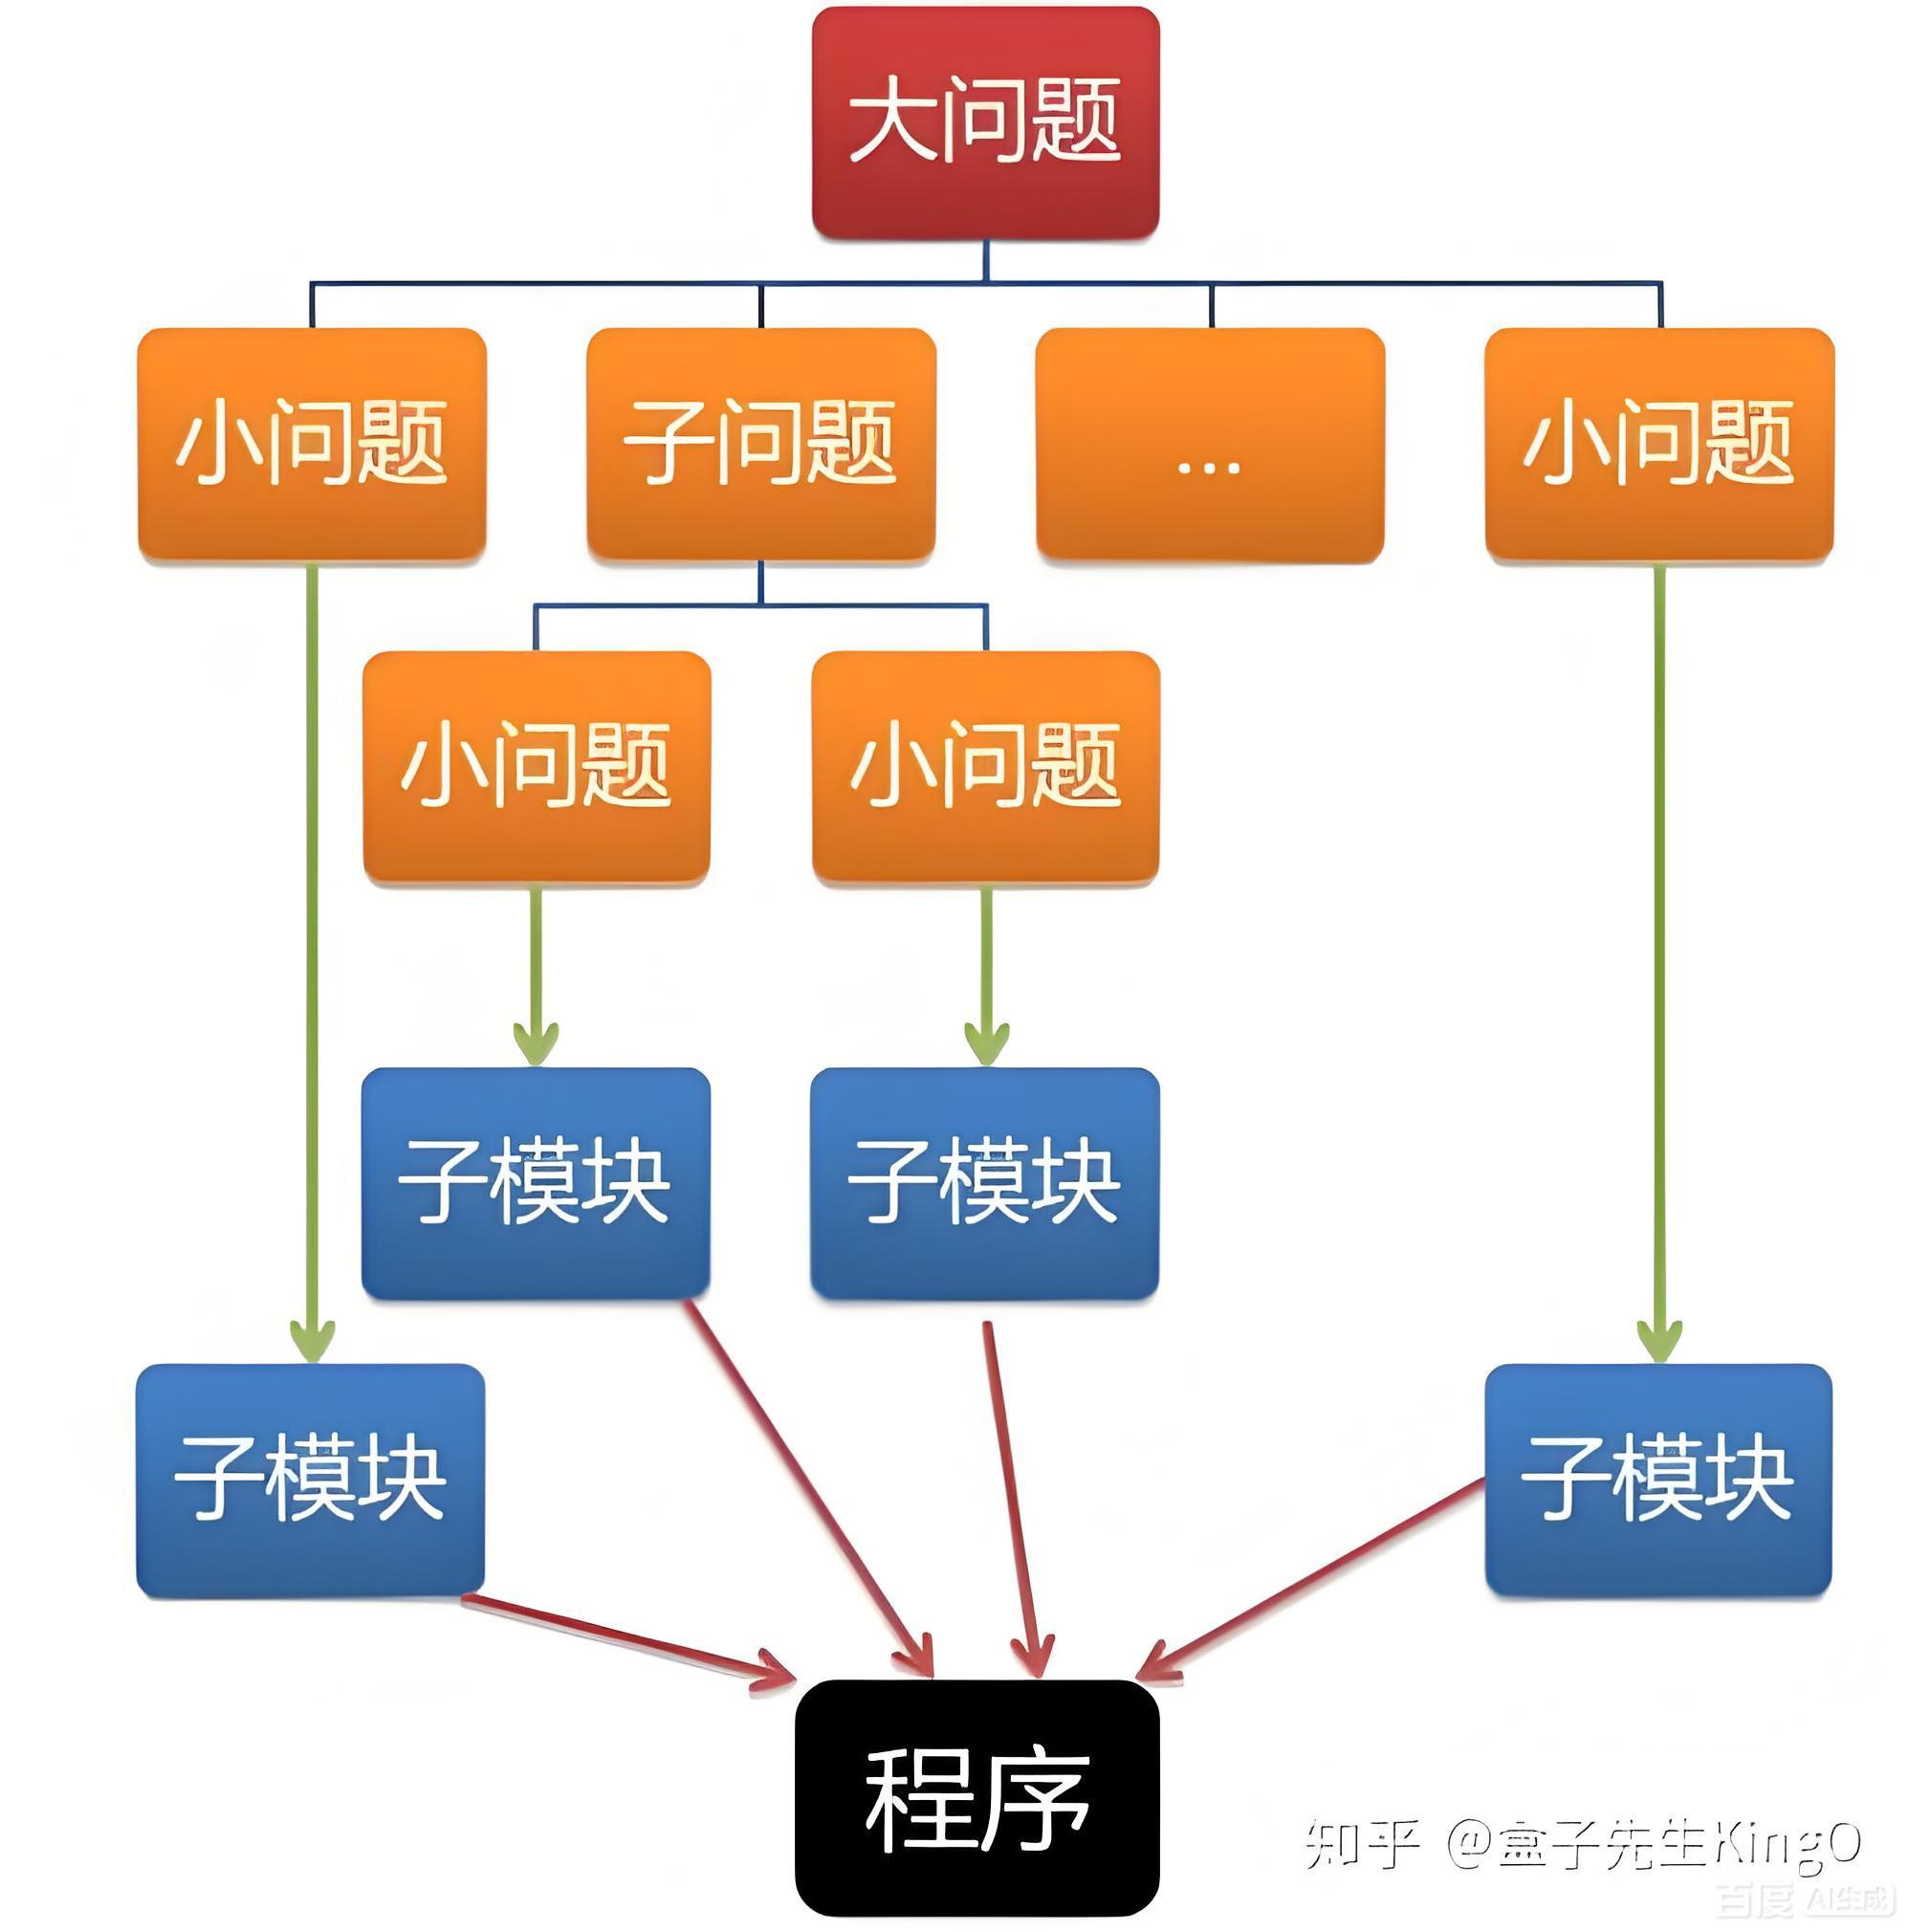 大问题
小问题
子问题
...
小问题
小问题
小问题
子模块
子模块
子模块
子模块
程序
知乎 @盒子先生KingO
百度 AI生成